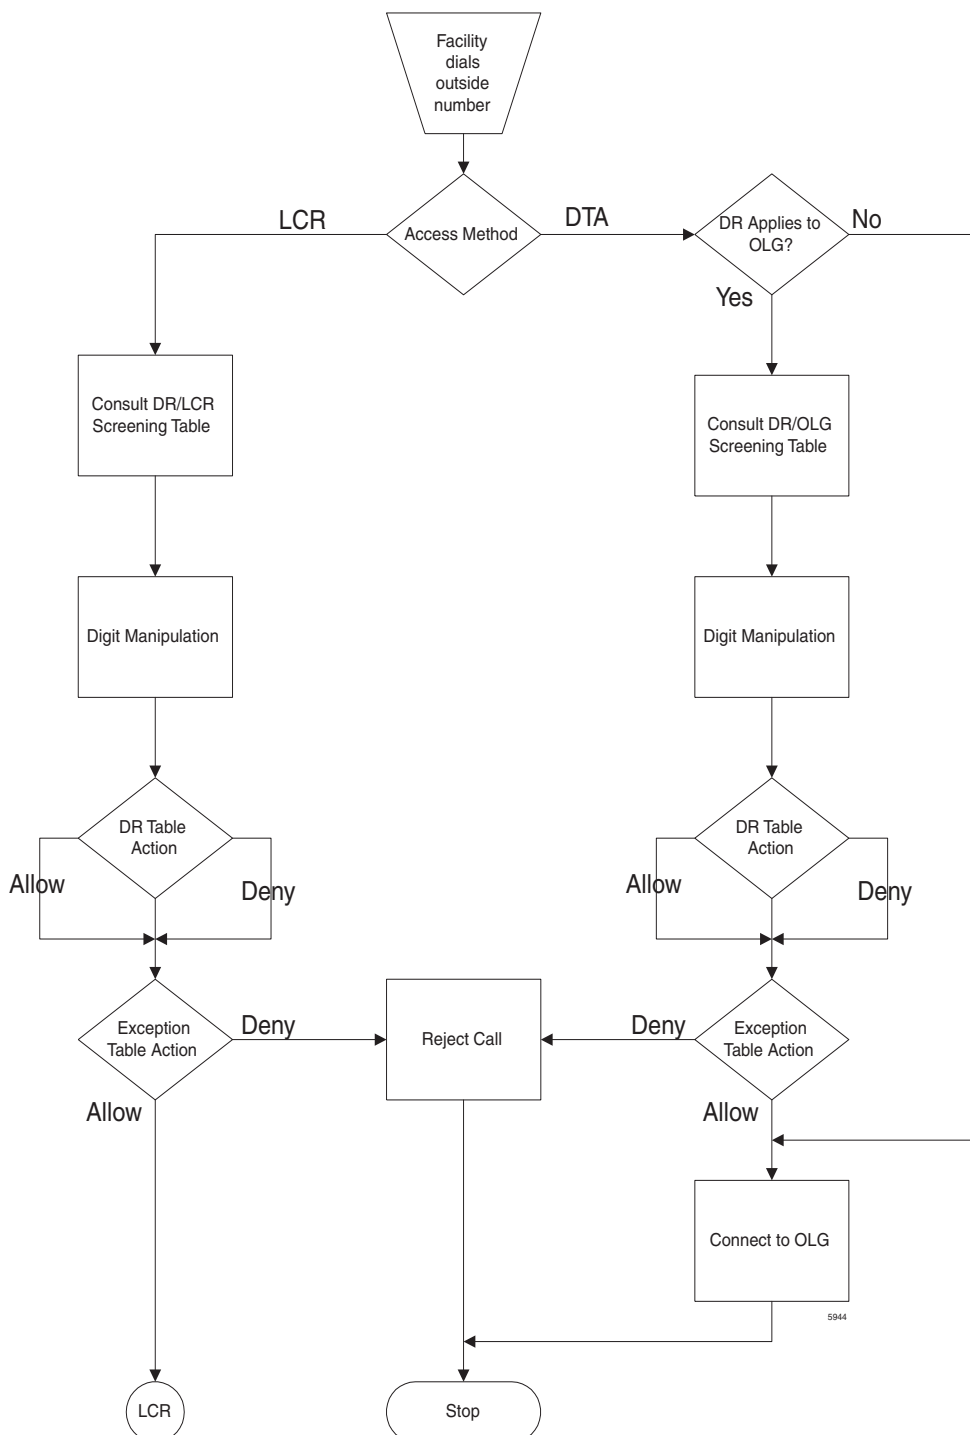 Facility
dials
outside
number
LCR
Access Method
DTA
DR Applies to
OLG?
No
Yes
Consult DR/LCR
Screening Table
Consult DR/OLG
Screening Table
Digit Manipulation
Digit Manipulation
DR Table
Action
Allow
Deny
DR Table
Action
Allow
Deny
Exception
Table Action
Deny
Allow
Reject Call
Deny
Exception
Table Action
Allow
Connect to OLG
5944
LCR
Stop